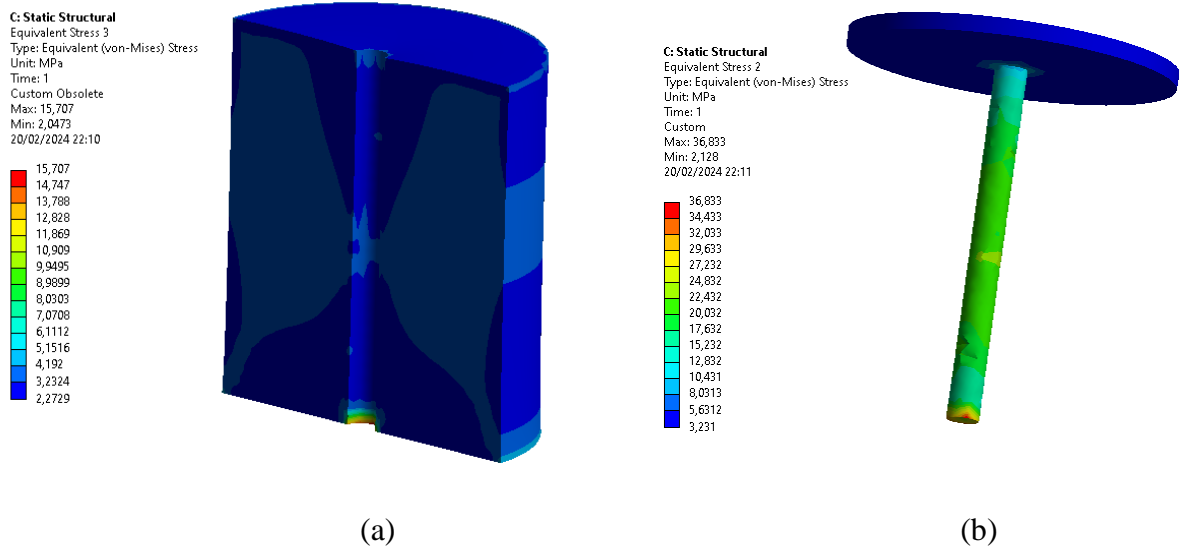 C: Static Structural
Equivalent Stress 3
Type: Equivalent (von-Mises) Stress
Unit: MPa
Time: 1
Custom Obsolete
Max: 15,707
Min: 2,0473
20/02/2024 22:10
15,707
14,747
13,788
12,828
11,869
10,909
9,9495
8,9899
8,0303
7,0708
6,1112
5,1516
4,192
3,2324
2,2729
(a)
C: Static Structural
Equivalent Stress 2
Type: Equivalent (von-Mises) Stress
Unit: MPa
Time: 1
Custom
Max: 36,833
Min: 2,128
20/02/2024 22:11
36,833
34,433
32,033
29,633
27,232
24,832
22,432
20,032
17,632
15,232
12,832
10,431
8,0313
5,6312
3,231
(b)